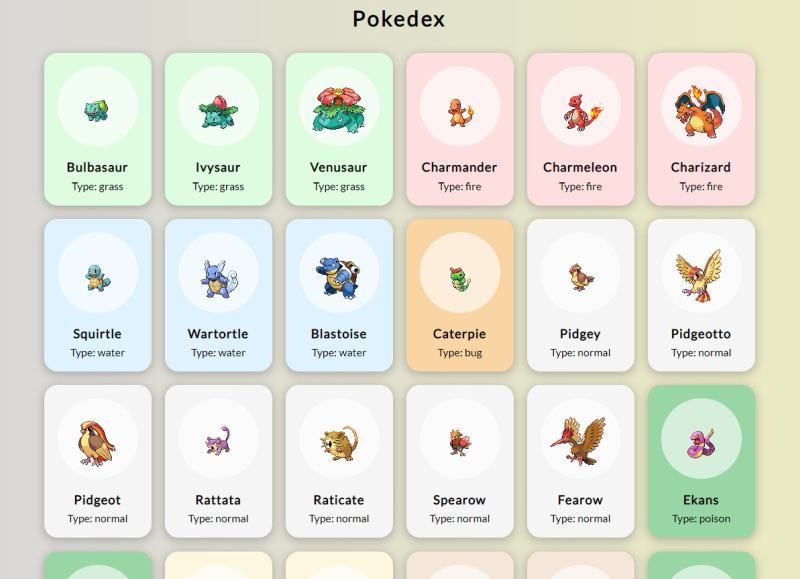 Pokedex
Bulbasaur Ivysaur Venusaur Charmander Charmeleon Charizard
Type: grass Type: grass Type: grass Type: fire Type: fire Type: fire
Squirtle Wartortle Blastoise Caterpie Pidgey Pidgeotto
Type: water Type: water Type: water Type: bug Type: normal Type: normal
Pidgeot Rattata Raticate Spearow Fearow Ekans
Type: normal Type: normal Type: normal Type: normal Type: normal Type: poison